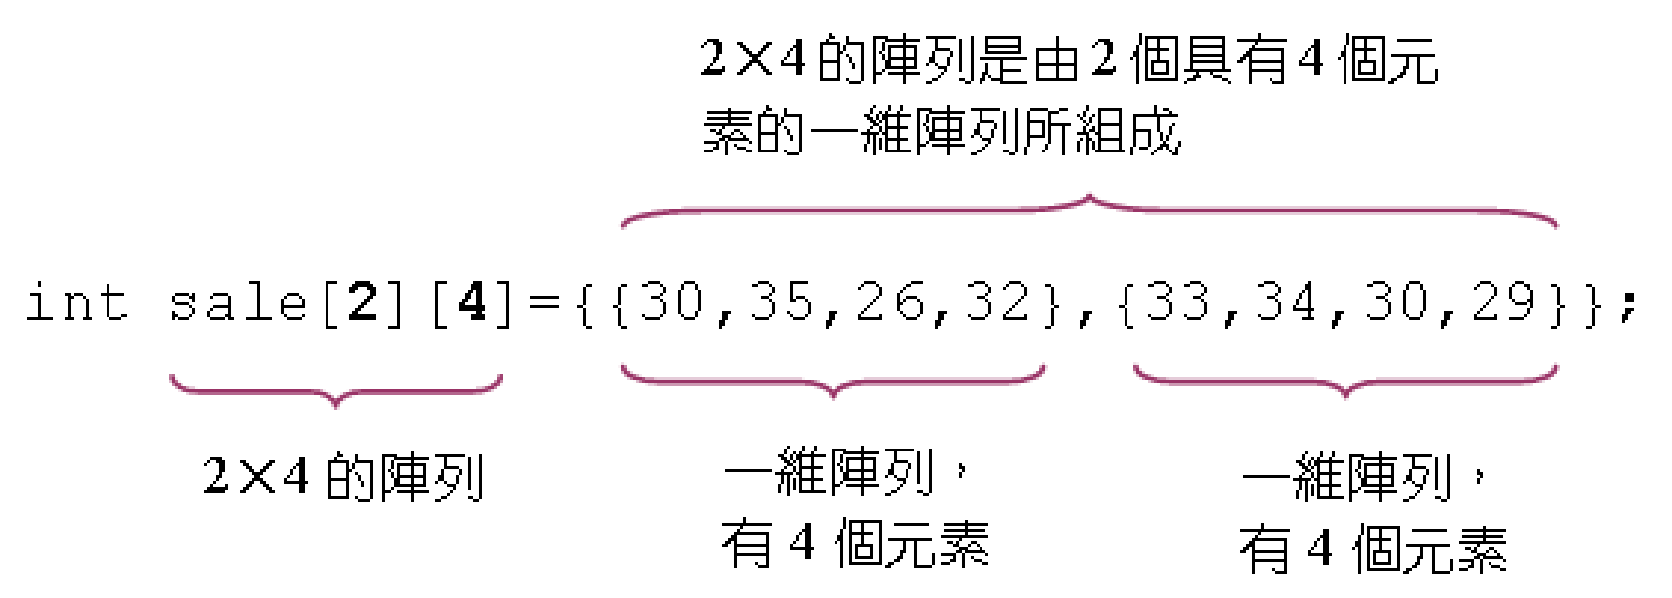 2×4 的陣列是由 2 個具有 4 個元
素的一維陣列所組成
int sale[2][4]={{30,35,26,32},{33,34,30,29}};
2×4 的陣列
一維陣列，
有 4 個元素
一維陣列，
有 4 個元素